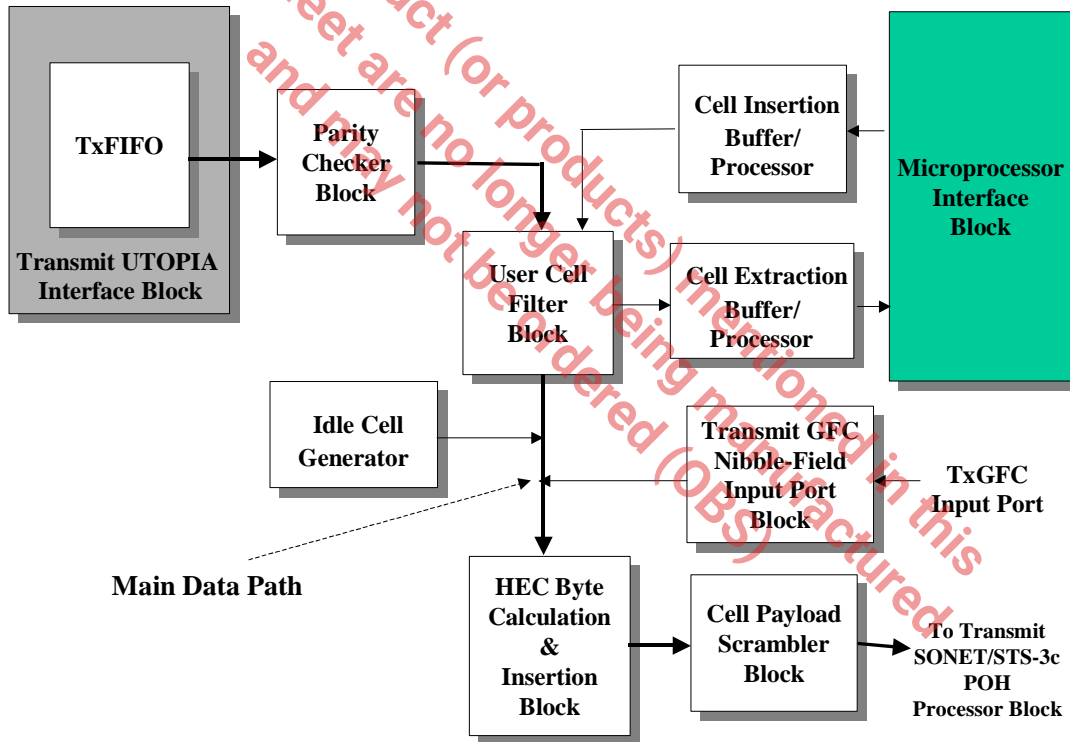 TxFIFO
Transmit UTOPIA
Interface Block
Parity
Checker
Block
Cell Insertion
Buffer/
Processor
Microprocessor
Interface
Block
User Cell
Filter
Block
Cell Extraction
Buffer/
Processor
Idle Cell
Generator
Transmit GFC
Nibble-Field
Input Port
Block
TxGFC
Input Port
Main Data Path
HEC Byte
Calculation
&
Insertion
Block
Cell Payload
Scrambler
Block
To Transmit
SONET/STS-3c
POH
Processor Block
uct (or products) mentioned in this
eet are no longer being manufactured
and may not be ordered (OBS)